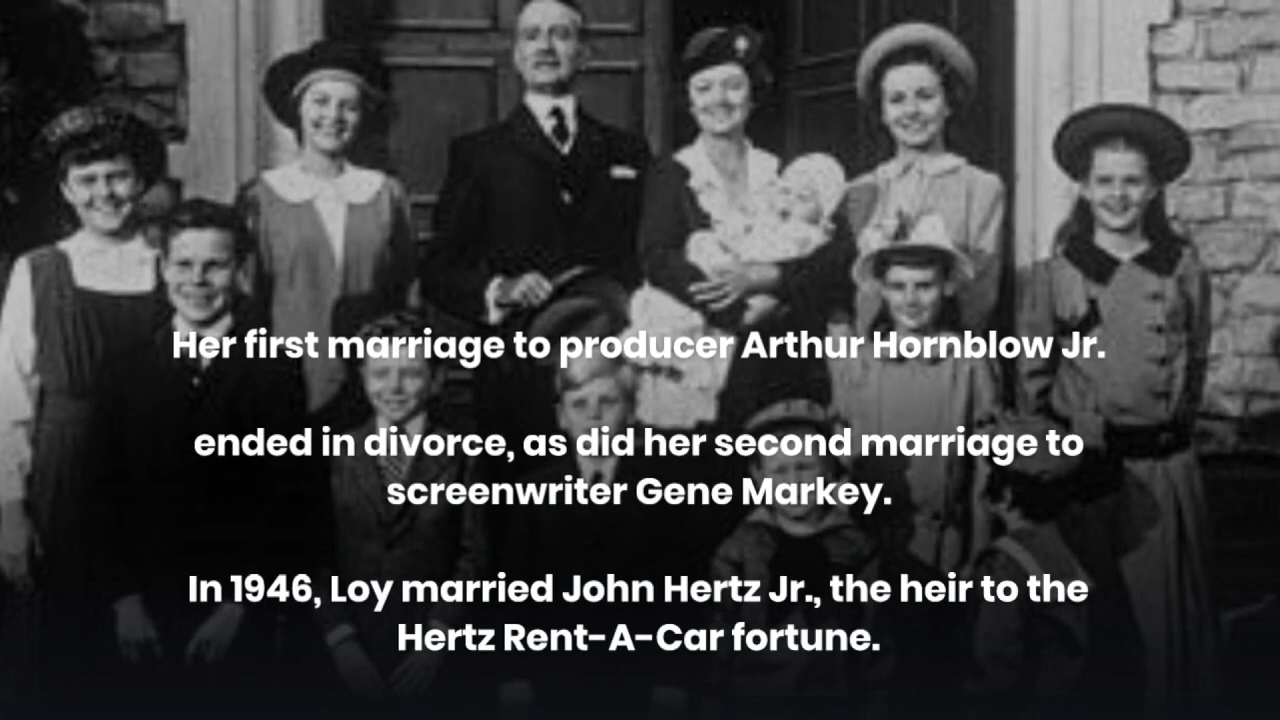 Her first marriage to producer Arthur Hornblow Jr.
ended in divorce, as did her second marriage to
screenwriter Gene Markey.
In 1946, Loy married John Hertz Jr., the heir to the
Hertz Rent-A-Car fortune.